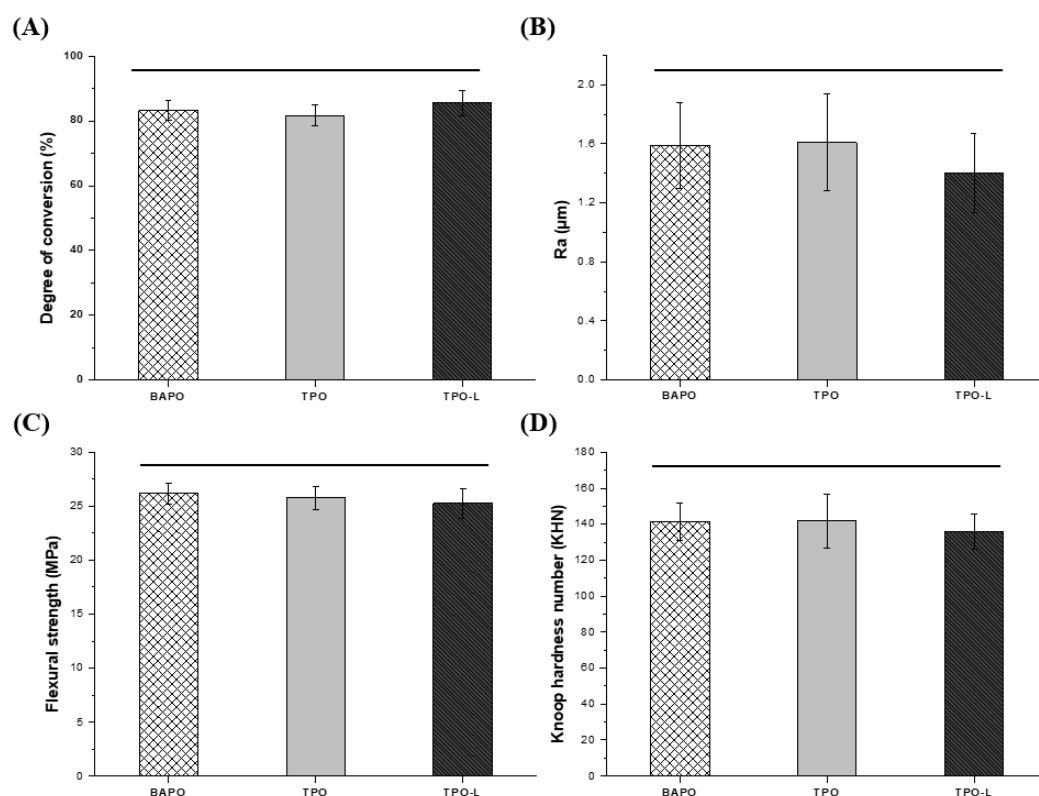 (A)
Degree of conversion (%)
100
80
60
40
20
0
BAPO TPO TPO-L
(B)
Ra (µm)
2.0
1.6
1.2
0.8
0.4
0.0
BAPO TPO TPO-L
(C)
Flexural strength (MPa)
30
25
20
15
10
5
0
BAPO TPO TPO-L
(D)
Knoop hardness number (KHN)
180
160
140
120
100
80
60
40
20
0
BAPO TPO TPO-L